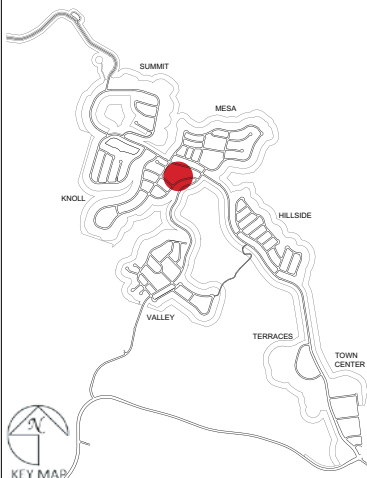 SUMMIT
MESA
KNOLL
HILLSIDE
VALLEY
TERRACES
TOWN
CENTER
N
KEY MAP